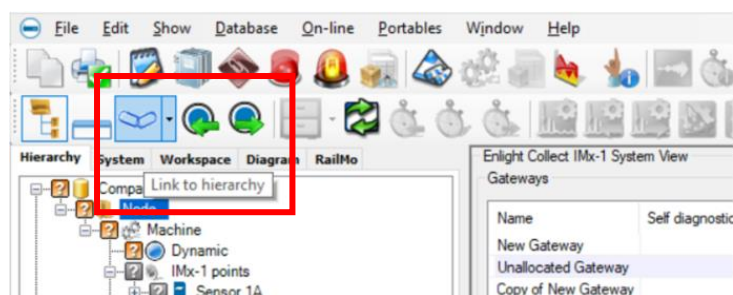 File Edit Show Database On-line Portables Window Help
Hierarchy System Workspace Diagram RailMo
Link to hierarchy
Compa
Node
Machine
Dynamic
IMx-1 points
Sensor 1A
Enlight Collect IMx-1 System View
Gateways
Name Self diagnostic
New Gateway
Unallocated Gateway
Copy of New Gateway